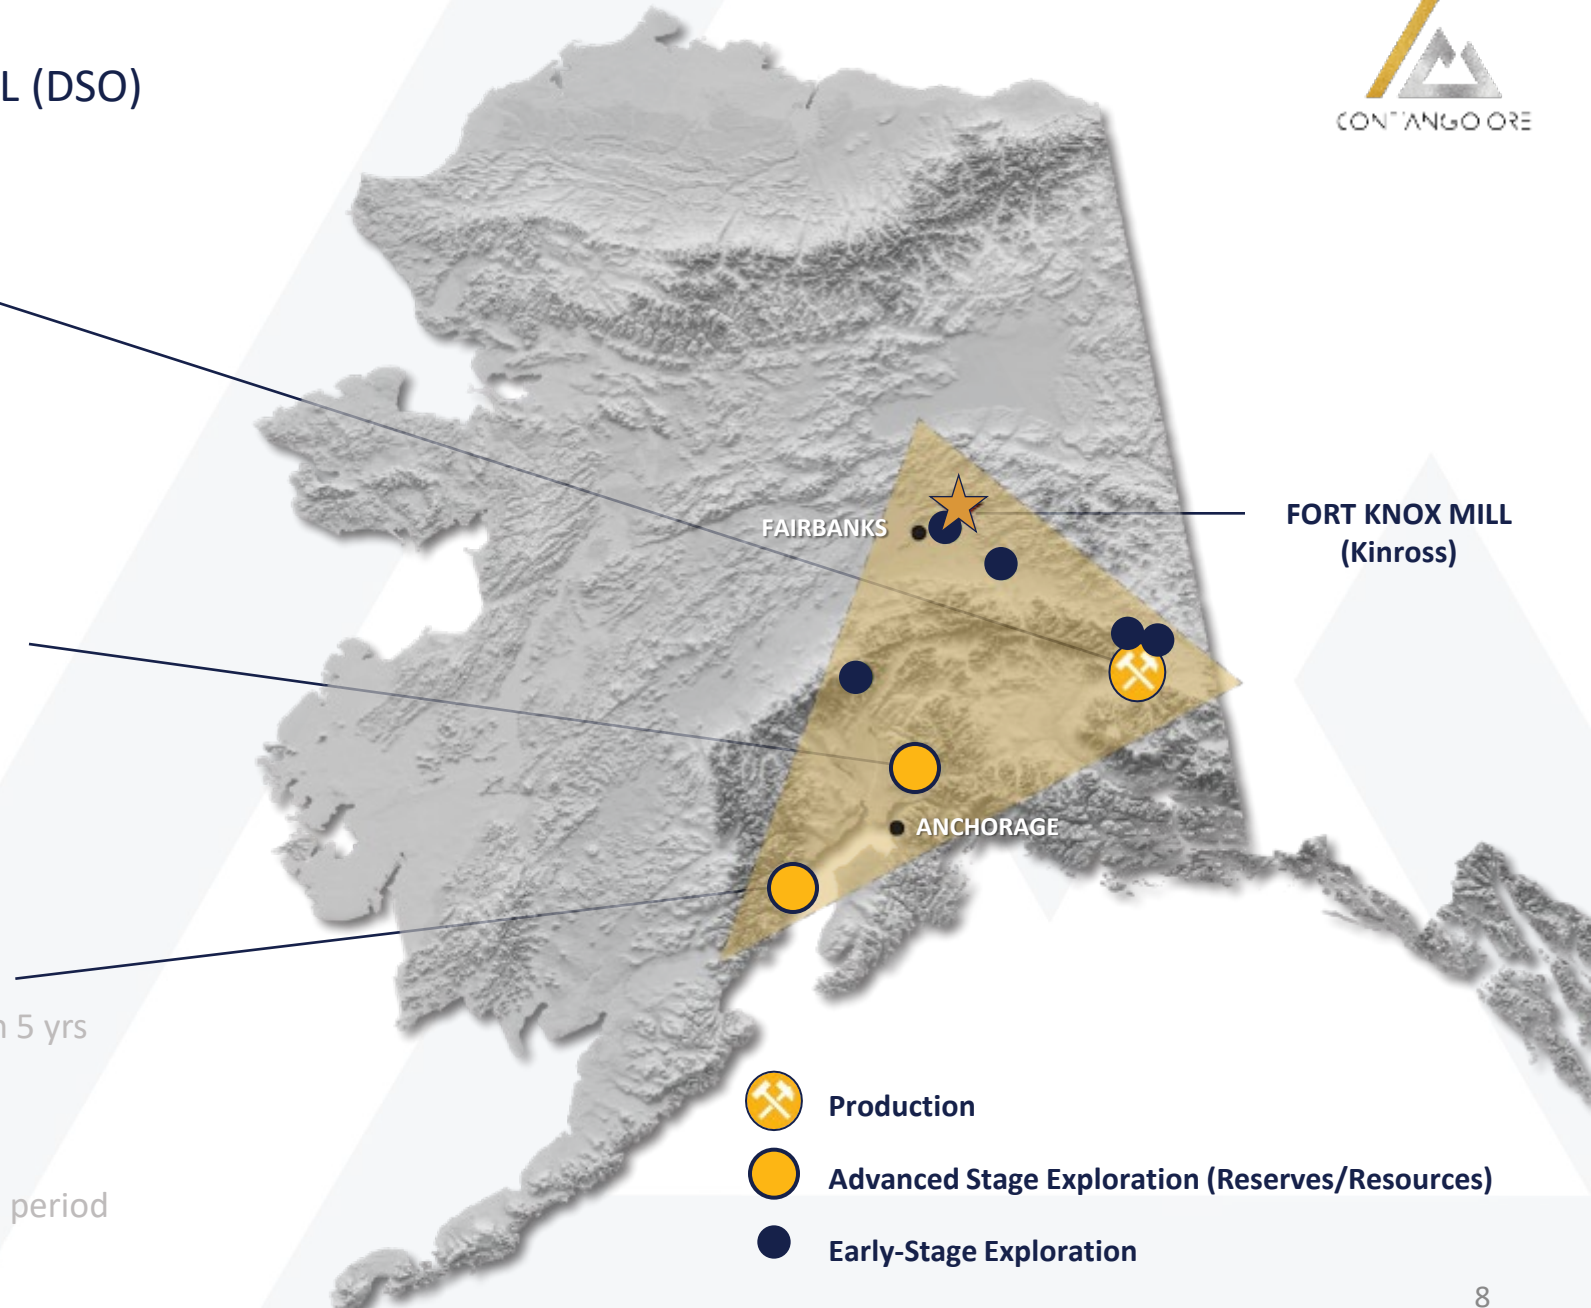 L (DSO)
CONTANGO ORE
FAIRBANKS
FORT KNOX MILL
(Kinross)
ANCHORAGE
5 yrs
period
Production
Advanced Stage Exploration (Reserves/Resources)
Early-Stage Exploration
8